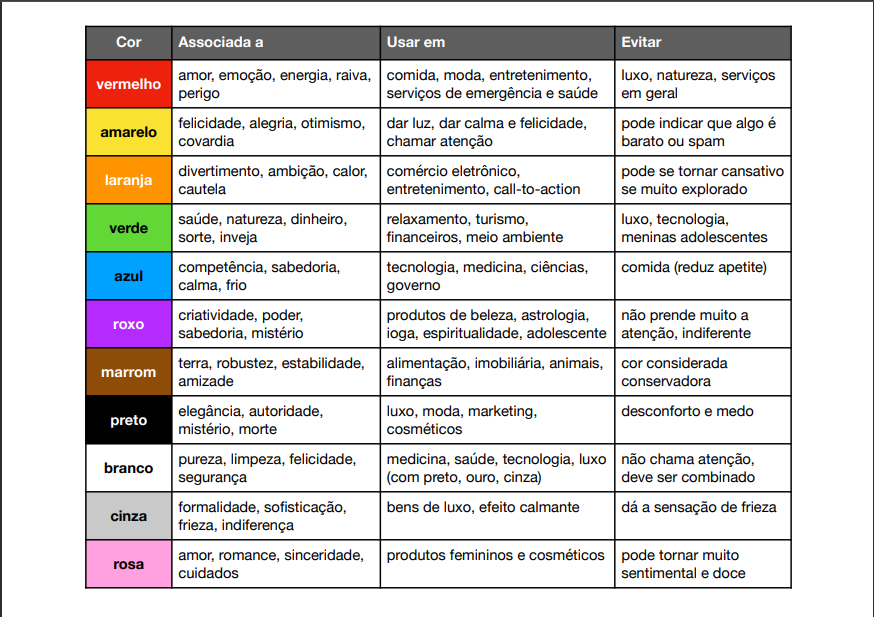 Cor Associada a Usar em Evitar
vermelho
amor, emoção, energia, raiva,
perigo
comida, moda, entretenimento,
serviços de emergência e saúde
luxo, natureza, serviços
em geral
amarelo
felicidade, alegria, otimismo,
covardia
dar luz, dar calma e felicidade,
chamar atenção
pode indicar que algo é
barato ou spam
laranja
divertimento, ambição, calor,
cautela
comércio eletrônico,
entretenimento, call-to-action
pode se tornar cansativo
se muito explorado
verde
saúde, natureza, dinheiro,
sorte, inveja
relaxamento, turismo,
financeiros, meio ambiente
luxo, tecnologia,
meninas adolescentes
azul
competência, sabedoria,
calma, frio
tecnologia, medicina, ciências,
governo
comida (reduz apetite)
roxo
criatividade, poder,
sabedoria, mistério
produtos de beleza, astrologia,
ioga, espiritualidade, adolescente
não prende muito a
atenção, indiferente
marrom
terra, robustez, estabilidade,
amizade
alimentação, imobiliária, animais,
finanças
cor considerada
conservadora
preto
elegância, autoridade,
mistério, morte
luxo, moda, marketing,
cosméticos
desconforto e medo
branco
pureza, limpeza, felicidade,
segurança
medicina, saúde, tecnologia, luxo
(com preto, ouro, cinza)
não chama atenção,
deve ser combinado
cinza
formalidade, sofisticação,
frieza, indiferença
bens de luxo, efeito calmante
dá a sensação de frieza
rosa
amor, romance, sinceridade,
cuidados
produtos femininos e cosméticos
pode tornar muito
sentimental e doce